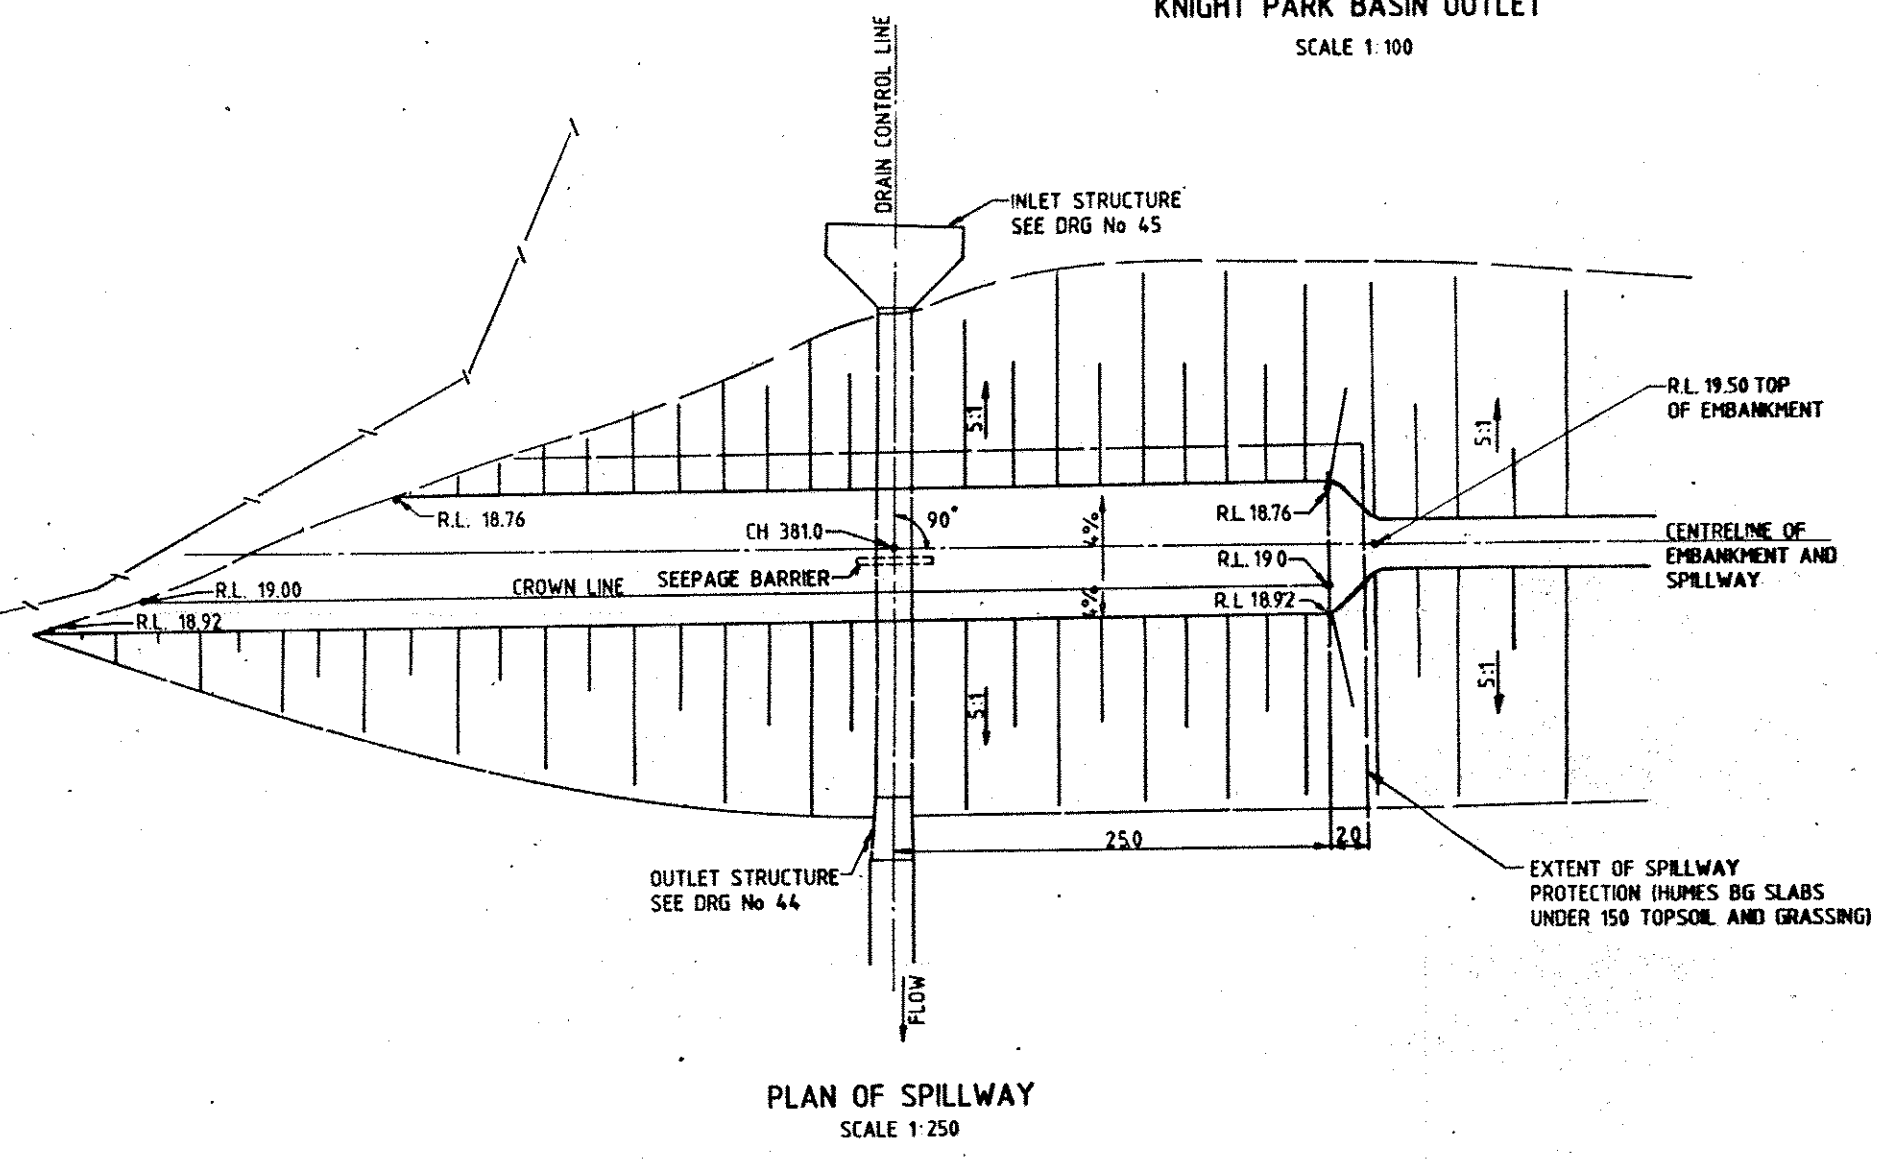 KNIGHT PARK BASIN OUTLET
SCALE 1:100
DRAIN CONTROL LINE
INLET STRUCTURE
SEE DRG No 45
R.L. 19.50 TOP
OF EMBANKMENT
5:1
5:1
R.L. 18.76
CH 381.0
90°
4%
R.L 18.76
CENTRELINE OF
EMBANKMENT AND
SPILLWAY
R.L. 19.0
SEEPAGE BARRIER
CROWN LINE
R.L. 19.00
4%
R.L 18.92
R.L. 18.92
5:1
5:1
25.0
2.0
OUTLET STRUCTURE
SEE DRG No 44
EXTENT OF SPILLWAY
PROTECTION (HUMES BG SLABS
UNDER 150 TOPSOIL AND GRASSING)
FLOW
PLAN OF SPILLWAY
SCALE 1:250